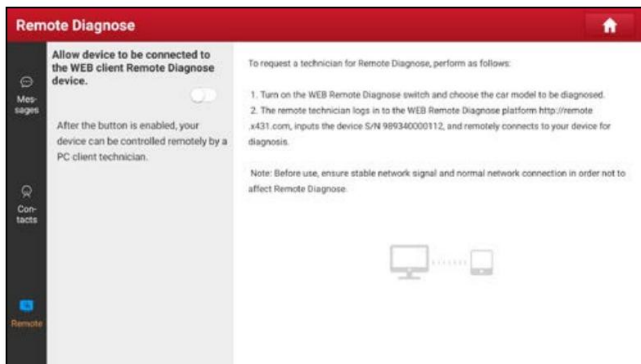 Remote Diagnose
Mes-
sages
Con-
tacts
Remote
Allow device to be connected to
the WEB client Remote Diagnose
device.
After the button is enabled, your
device can be controlled remotely by a
PC client technician.
To request a technician for Remote Diagnose, perform as follows:
1. Turn on the WEB Remote Diagnose switch and choose the car model to be diagnosed.
2. The remote technician logs in to the WEB Remote Diagnose platform http://remote
.x431.com, inputs the device S/N 989340000112, and remotely connects to your device for
diagnosis.
Note: Before use, ensure stable network signal and normal network connection in order not to
affect Remote Diagnose.